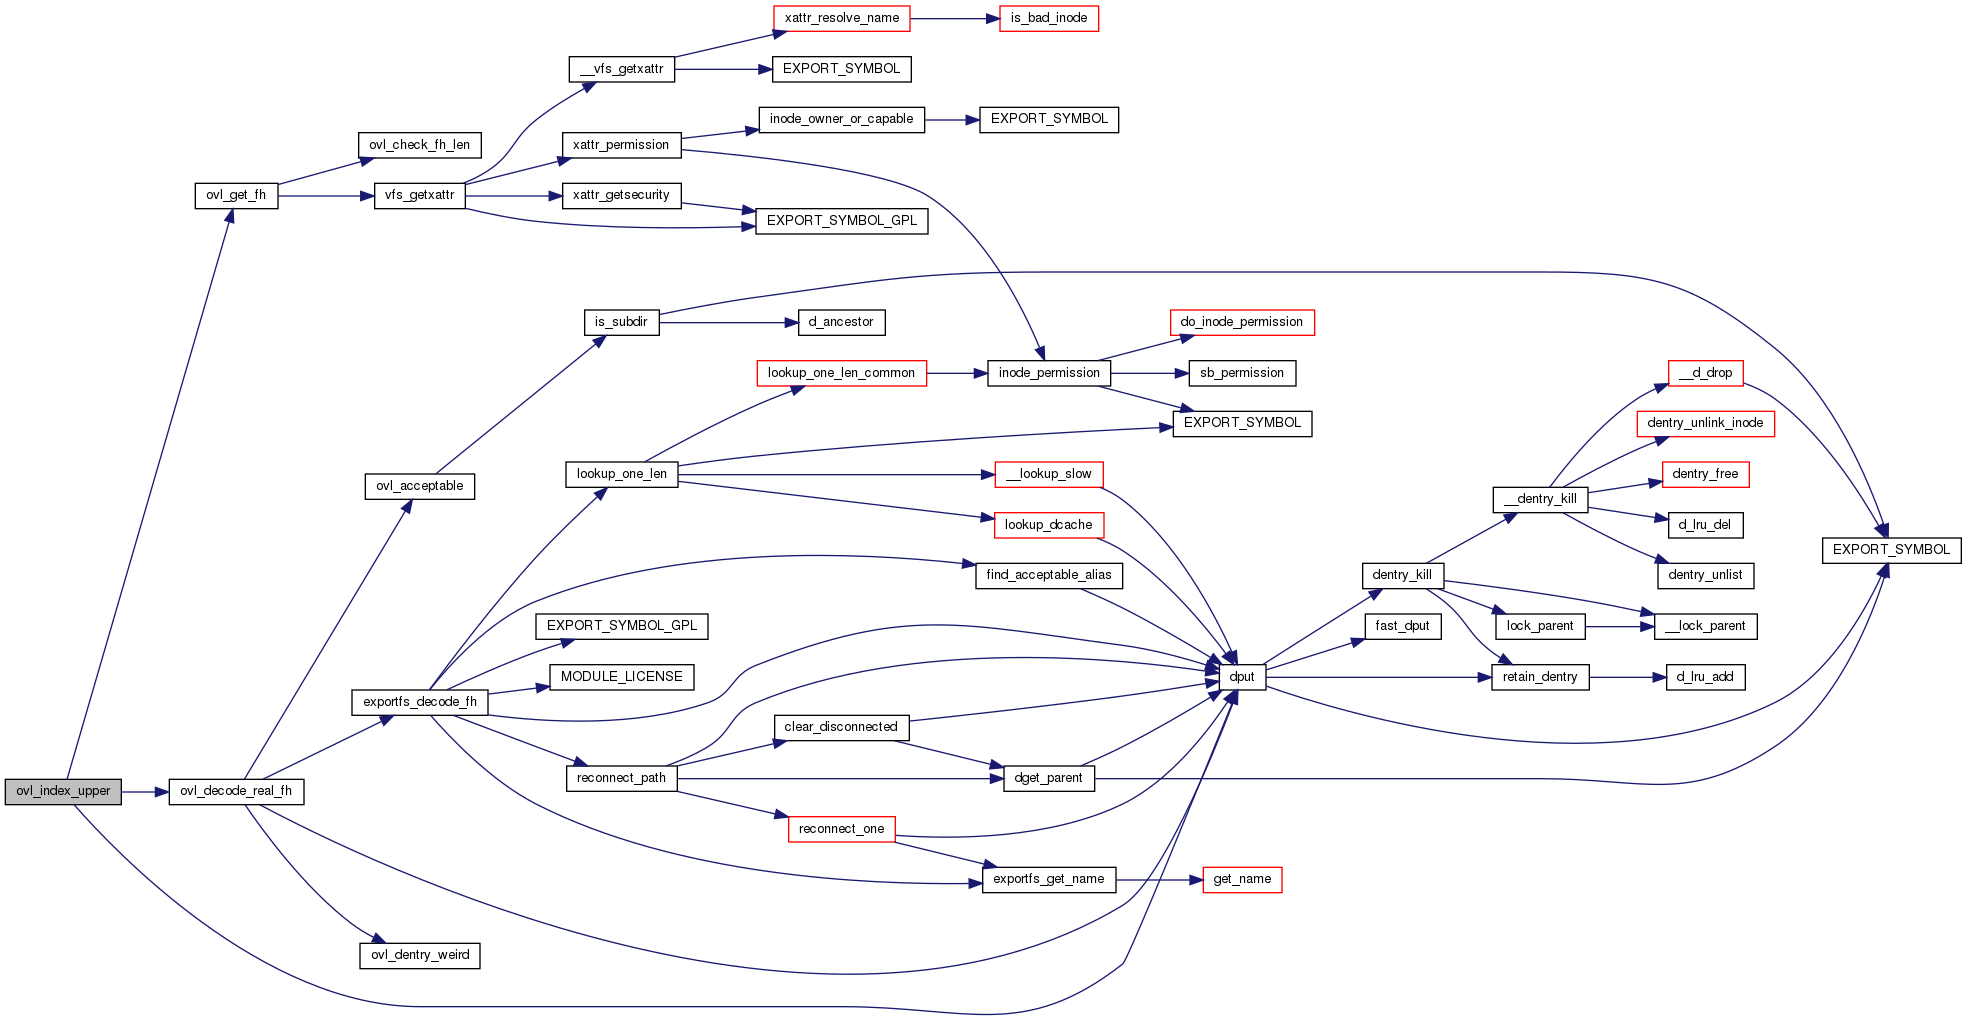 xattr_resolve_name
is_bad_inode
__vfs_getxattr
EXPORT_SYMBOL
inode_owner_or_capable
EXPORT_SYMBOL
ovl_check_fh_len
xattr_permission
ovl_get_fh
vfs_getxattr
xattr_getsecurity
EXPORT_SYMBOL_GPL
is_subdir
d_ancestor
do_inode_permission
lookup_one_len_common
inode_permission
sb_permission
__d_drop
EXPORT_SYMBOL
dentry_unlink_inode
ovl_acceptable
lookup_one_len
__lookup_slow
dentry_free
__dentry_kill
lookup_dcache
d_lru_del
EXPORT_SYMBOL
find_acceptable_alias
dentry_kill
dentry_unlist
EXPORT_SYMBOL_GPL
fast_dput
lock_parent
__lock_parent
MODULE_LICENSE
dput
retain_dentry
d_lru_add
exportfs_decode_fh
clear_disconnected
reconnect_path
dget_parent
ovl_index_upper
ovl_decode_real_fh
reconnect_one
exportfs_get_name
get_name
ovl_dentry_weird